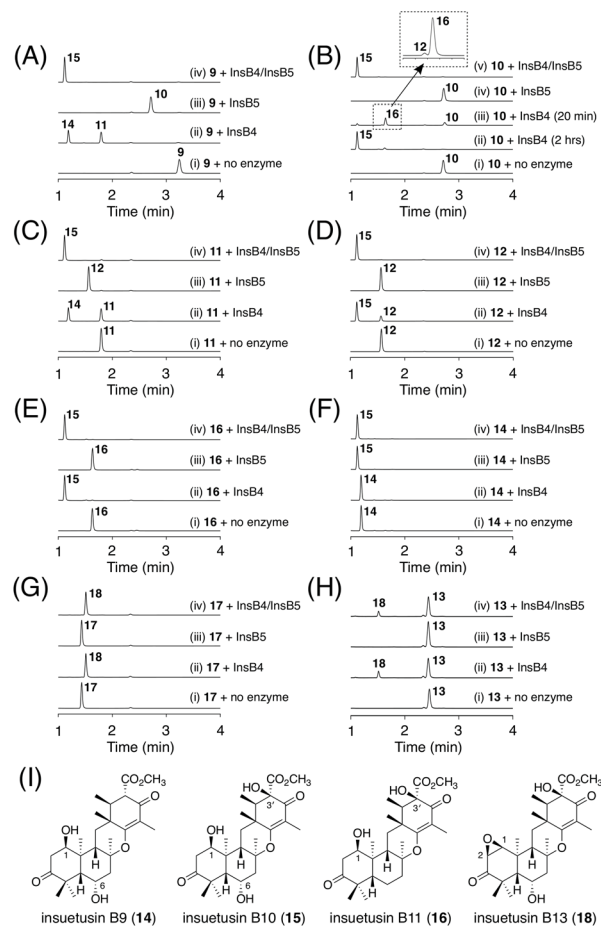 (A)
15
(iv) 9 + InsB4/InsB5
10
(iii) 9 + InsB5
14
11
(ii) 9 + InsB4
9
(i) 9 + no enzyme
1 2 3 4
Time (min)
(B)
16
12
15
(v) 10 + InsB4/InsB5
10
(iv) 10 + InsB5
16
10
(iii) 10 + InsB4 (20 min)
15
(ii) 10 + InsB4 (2 hrs)
10
(i) 10 + no enzyme
1 2 3 4
Time (min)
(C)
15
(iv) 11 + InsB4/InsB5
12
(iii) 11 + InsB5
14
11
(ii) 11 + InsB4
11
(i) 11 + no enzyme
1 2 3 4
Time (min)
(D)
15
(iv) 12 + InsB4/InsB5
12
(iii) 12 + InsB5
15
12
(ii) 12 + InsB4
12
(i) 12 + no enzyme
1 2 3 4
Time (min)
(E)
15
(iv) 16 + InsB4/InsB5
16
(iii) 16 + InsB5
15
(ii) 16 + InsB4
16
(i) 16 + no enzyme
1 2 3 4
Time (min)
(F)
15
(iv) 14 + InsB4/InsB5
15
(iii) 14 + InsB5
14
(ii) 14 + InsB4
14
(i) 14 + no enzyme
1 2 3 4
Time (min)
(G)
18
(iv) 17 + InsB4/InsB5
17
(iii) 17 + InsB5
18
(ii) 17 + InsB4
17
(i) 17 + no enzyme
1 2 3 4
Time (min)
(H)
18
13
(iv) 13 + InsB4/InsB5
13
(iii) 13 + InsB5
18
13
(ii) 13 + InsB4
13
(i) 13 + no enzyme
1 2 3 4
Time (min)
(I)
CO₂CH₃
O
OH
1
H
O
O
H
6
OH
insuetusin B9 (14)
CO₂CH₃
HO
3'
O
OH
1
H
O
O
H
6
OH
insuetusin B10 (15)
CO₂CH₃
HO
3'
O
OH
1
H
O
O
H
insuetusin B11 (16)
CO₂CH₃
HO
3'
O
O
1
2
H
O
O
H
OH
insuetusin B13 (18)